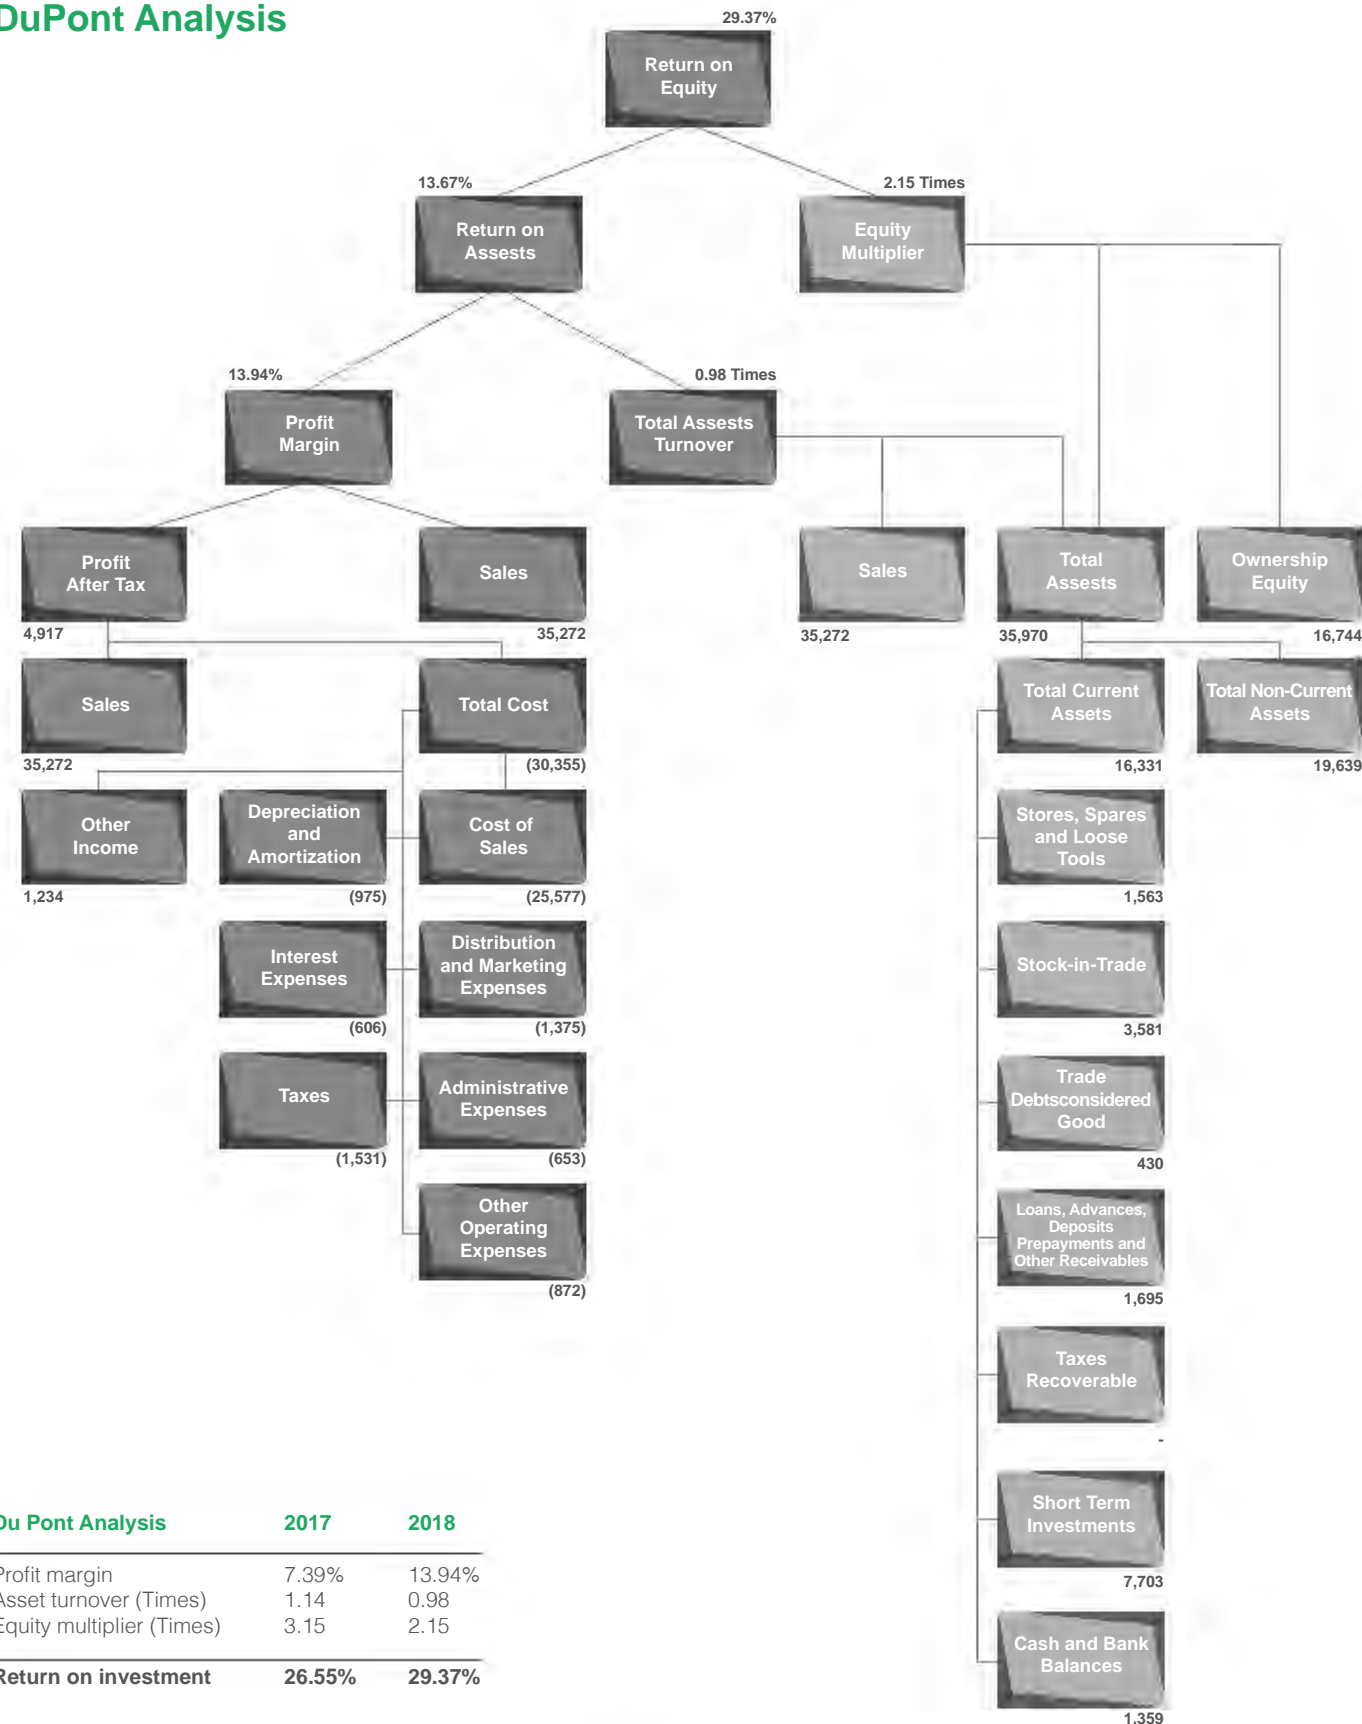 DuPont Analysis
29.37%
Return on
Equity
13.67%
Return on
Assests
2.15 Times
Equity
Multiplier
13.94%
Profit
Margin
0.98 Times
Total Assests
Turnover
Profit
After Tax
4,917
Sales
35,272
Sales
35,272
Total
Assests
35,970
Ownership
Equity
16,744
Sales
35,272
Total Cost
(30,355)
Total Current
Assets
16,331
Total Non-Current
Assets
19,639
Other
Income
1,234
Depreciation
and
Amortization
(975)
Cost of
Sales
(25,577)
Stores, Spares
and Loose
Tools
1,563
Interest
Expenses
(606)
Distribution
and Marketing
Expenses
(1,375)
Stock-in-Trade
3,581
Taxes
(1,531)
Administrative
Expenses
(653)
Trade
Debtsconsidered
Good
430
Other
Operating
Expenses
(872)
Loans, Advances,
Deposits
Prepayments and
Other Receivables
1,695
Taxes
Recoverable
-
Short Term
Investments
7,703
Cash and Bank
Balances
1,359
Du Pont Analysis 2017 2018
Profit margin 7.39% 13.94%
Asset turnover (Times) 1.14 0.98
Equity multiplier (Times) 3.15 2.15
Return on investment 26.55% 29.37%